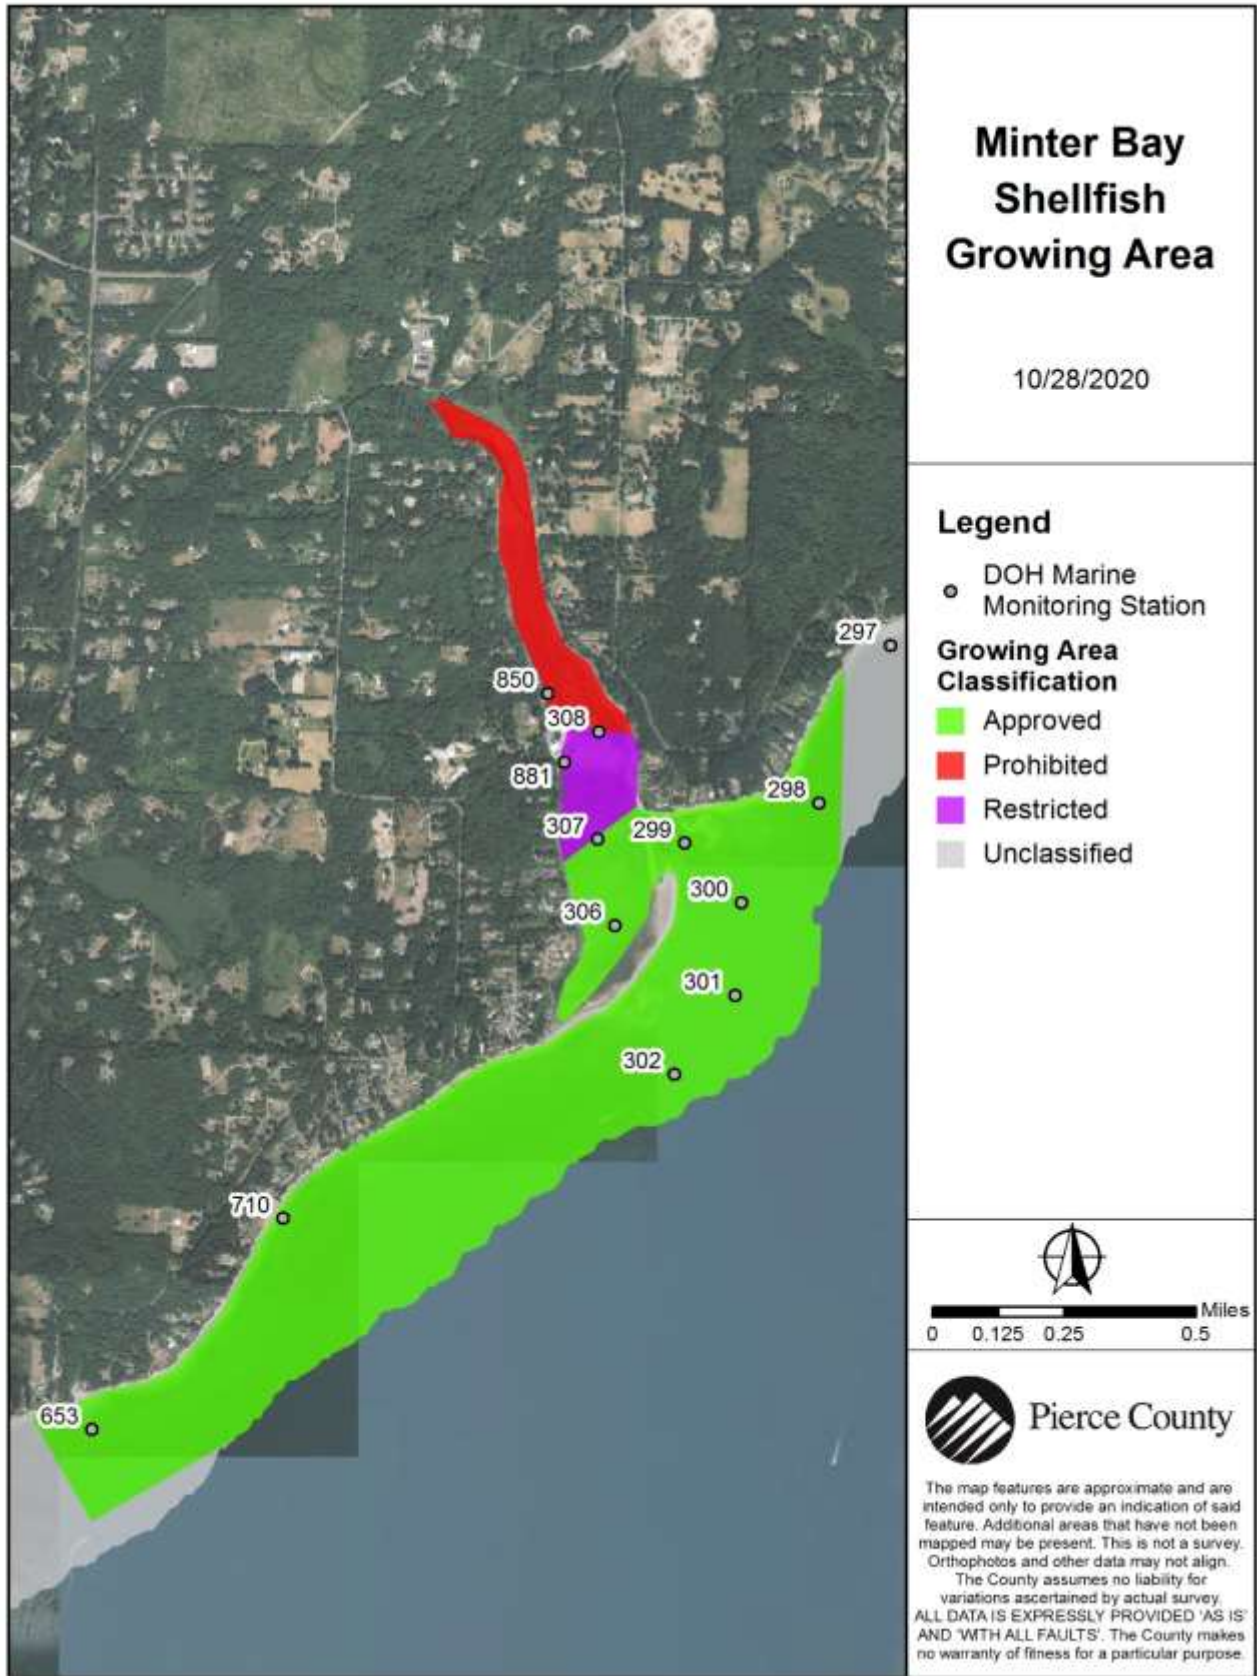 Minter Bay
Shellfish
Growing Area
10/28/2020
Legend
DOH Marine
Monitoring Station
Growing Area
Classification
Approved
Prohibited
Restricted
Unclassified
297
850
308
881
298
307
299
300
306
301
302
710
653
Miles
0 0.125 0.25 0.5
Pierce County
The map features are approximate and are
intended only to provide an indication of said
feature. Additional areas that have not been
mapped may be present. This is not a survey.
Orthophotos and other data may not align.
The County assumes no liability for
variations ascertained by actual survey.
ALL DATA IS EXPRESSLY PROVIDED 'AS IS'
AND 'WITH ALL FAULTS'. The County makes
no warranty of fitness for a particular purpose.